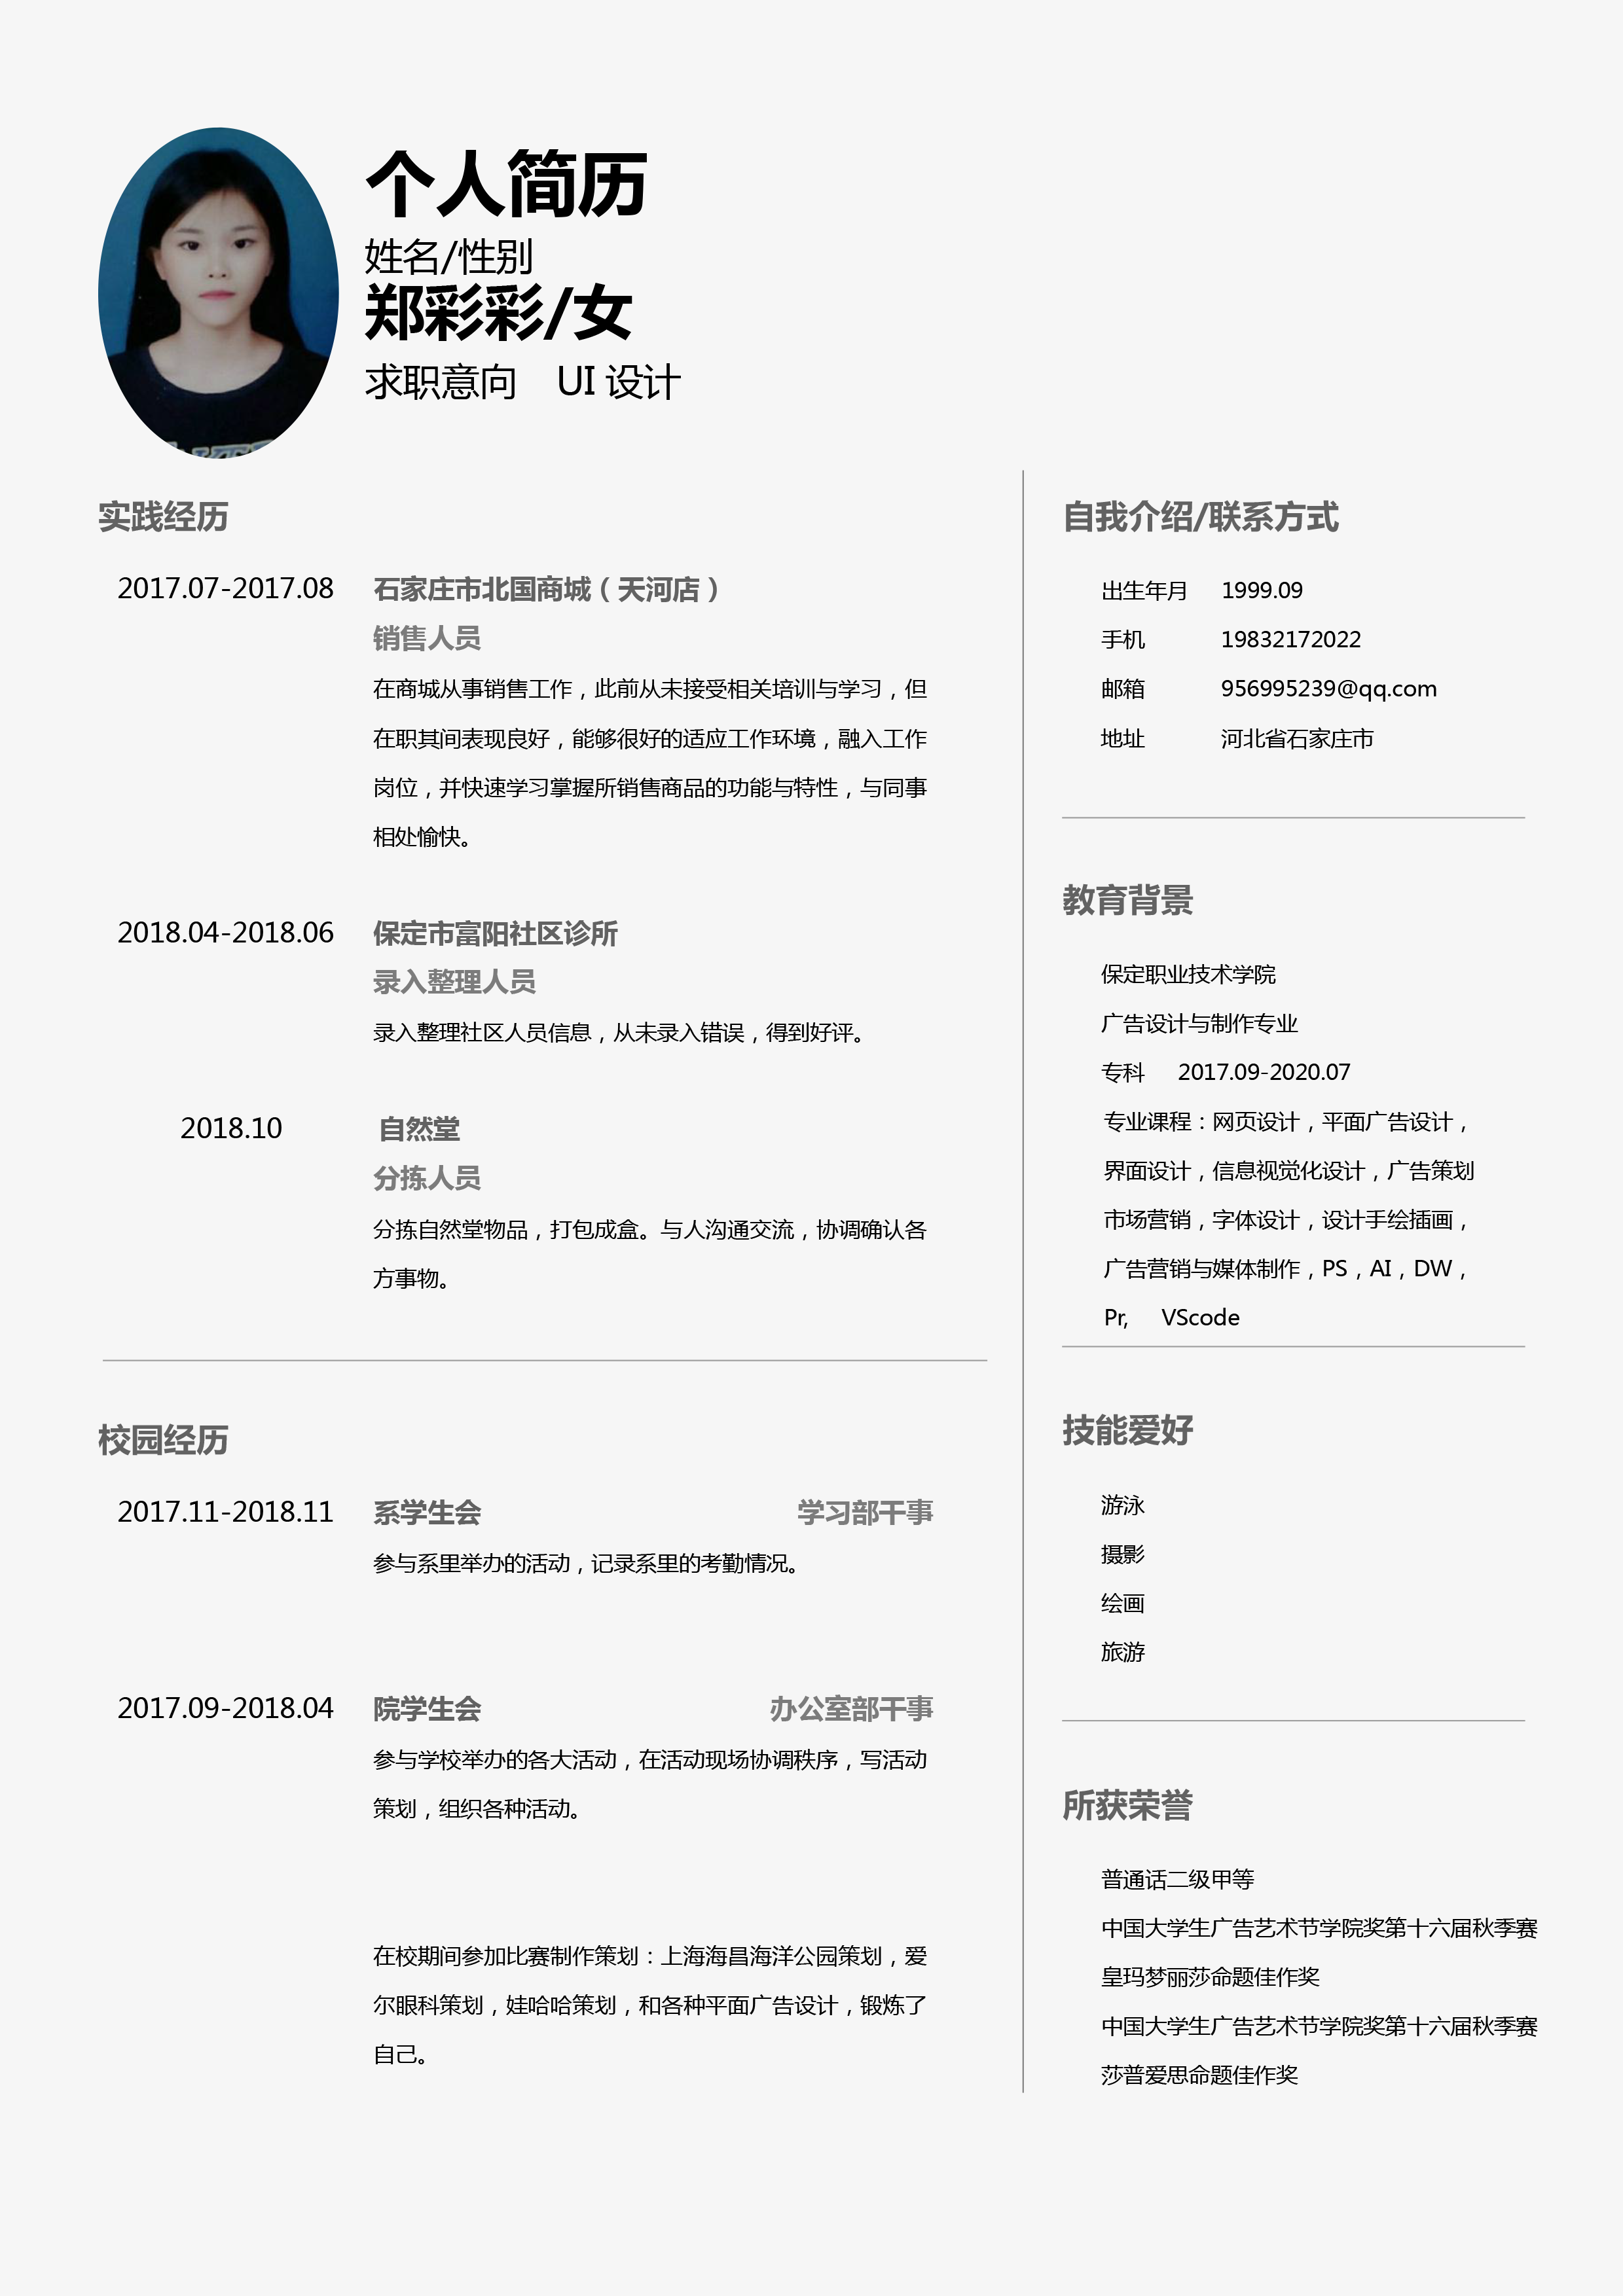 个人简历
姓名/性别
郑彩彩/女
求职意向 UI 设计
实践经历
2017.07-2017.08 石家庄市北国商城（天河店）
销售人员
在商城从事销售工作，此前从未接受相关培训与学习，但
在职其间表现良好，能够很好的适应工作环境，融入工作
岗位，并快速学习掌握所销售商品的功能与特性，与同事
相处愉快。
2018.04-2018.06 保定市富阳社区诊所
录入整理人员
录入整理社区人员信息，从未录入错误，得到好评。
2018.10 自然堂
分拣人员
分拣自然堂物品，打包成盒。与人沟通交流，协调确认各
方事物。
校园经历
2017.11-2018.11 系学生会 学习部干事
参与系里举办的活动，记录系里的考勤情况。
2017.09-2018.04 院学生会 办公室部干事
参与学校举办的各大活动，在活动现场协调秩序，写活动
策划，组织各种活动。
在校期间参加比赛制作策划：上海海昌海洋公园策划，爱
尔眼科策划，娃哈哈策划，和各种平面广告设计，锻炼了
自己。
自我介绍/联系方式
出生年月 1999.09
手机 19832172022
邮箱 956995239@qq.com
地址 河北省石家庄市
教育背景
保定职业技术学院
广告设计与制作专业
专科 2017.09-2020.07
专业课程：网页设计，平面广告设计，
界面设计，信息视觉化设计，广告策划
市场营销，字体设计，设计手绘插画，
广告营销与媒体制作，PS，AI，DW，
Pr, VScode
技能爱好
游泳
摄影
绘画
旅游
所获荣誉
普通话二级甲等
中国大学生广告艺术节学院奖第十六届秋季赛
皇玛梦丽莎命题佳作奖
中国大学生广告艺术节学院奖第十六届秋季赛
莎普爱思命题佳作奖